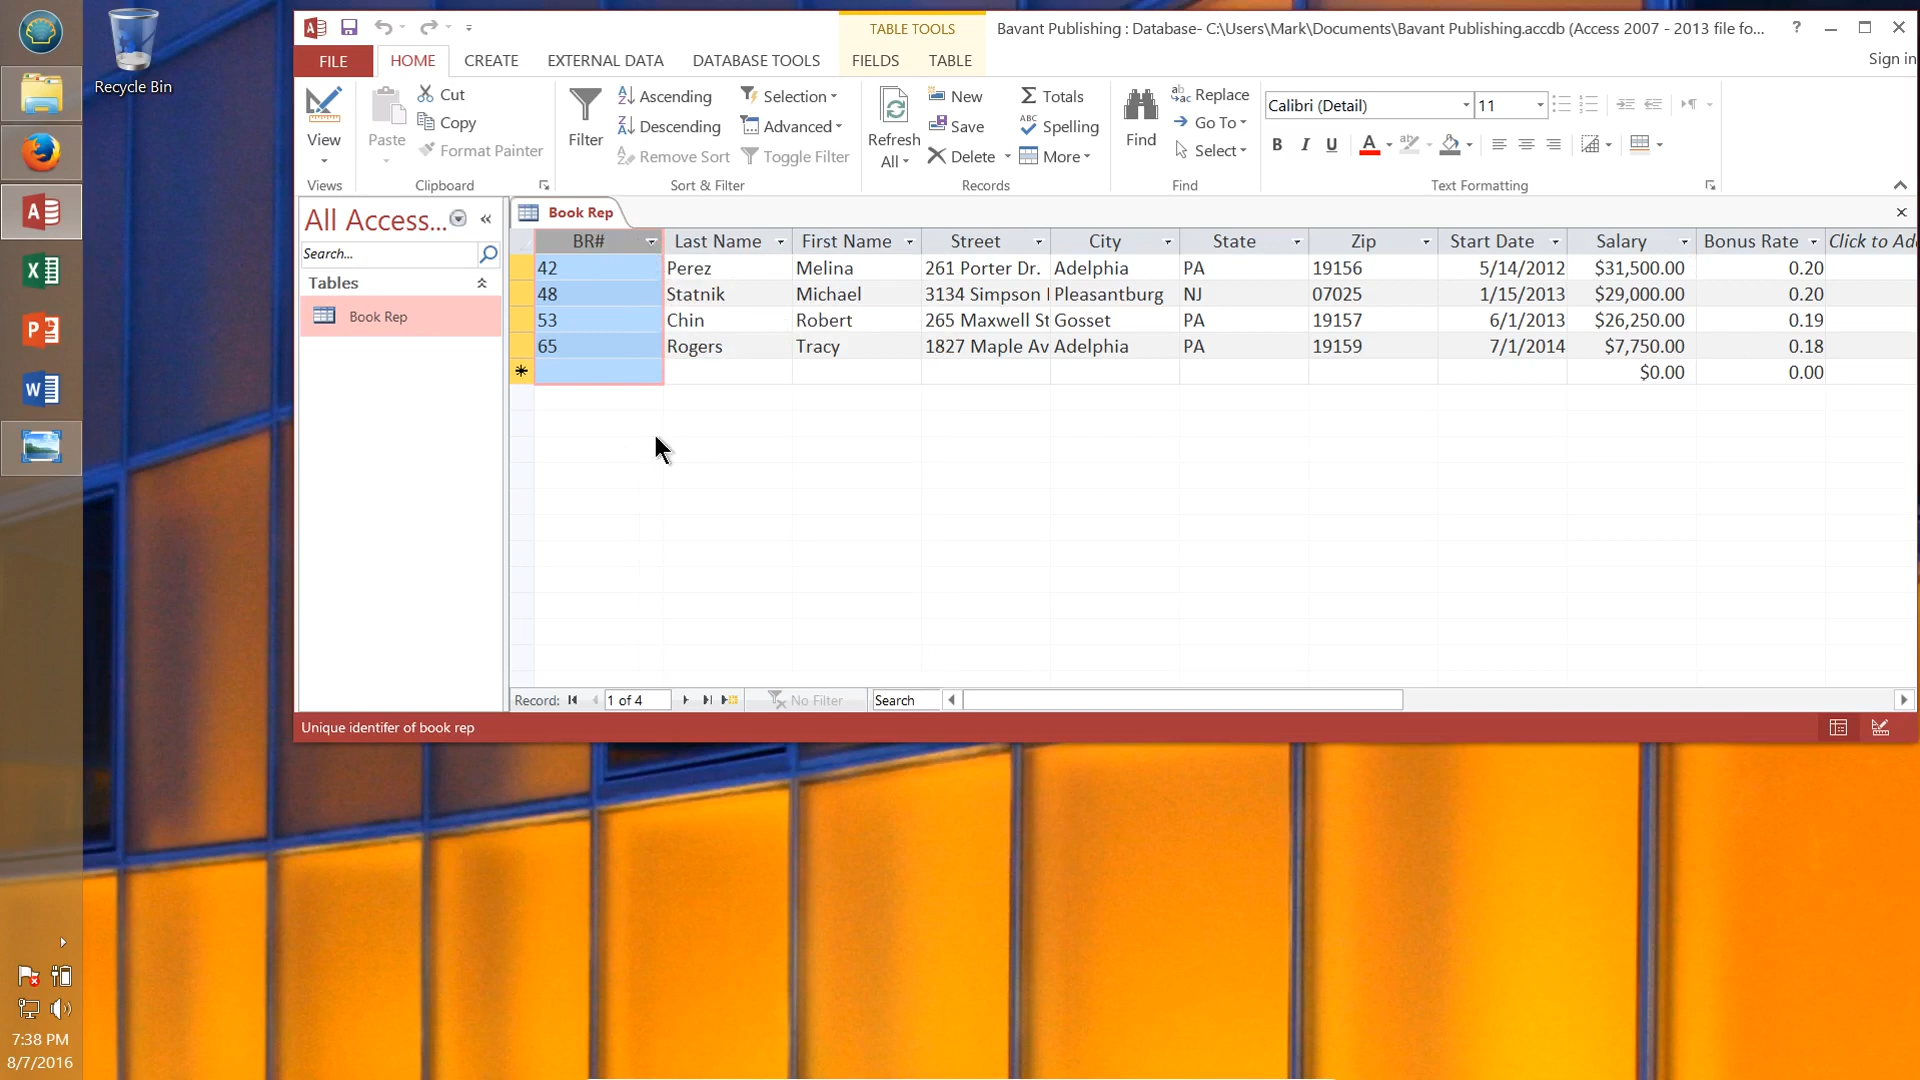 Recycle Bin
TABLE TOOLS
Bavant Publishing : Database- C:\Users\Mark\Documents\Bavant Publishing.accdb (Access 2007 - 2013 file fo...
?
FILE HOME CREATE EXTERNAL DATA DATABASE TOOLS FIELDS TABLE
Sign in
View
Views
Paste
Cut
Copy
Format Painter
Clipboard
Filter
Ascending
Descending
Remove Sort
Selection
Advanced
Toggle Filter
Sort & Filter
Refresh
All
New
Save
Delete
Totals
Spelling
More
Records
Find
Replace
Go To
Select
Find
Calibri (Detail) 11
B I U A
Text Formatting
All Access...
Search...
Tables
Book Rep
Book Rep
BR# Last Name First Name Street City State Zip Start Date Salary Bonus Rate Click to Ad
42 Perez Melina 261 Porter Dr. Adelphia PA 19156 5/14/2012 $31,500.00 0.20
48 Statnik Michael 3134 Simpson Pleasantburg NJ 07025 1/15/2013 $29,000.00 0.20
53 Chin Robert 265 Maxwell St Gosset PA 19157 6/1/2013 $26,250.00 0.19
65 Rogers Tracy 1827 Maple Av Adelphia PA 19159 7/1/2014 $7,750.00 0.18
$0.00 0.00
Record: 1 of 4 No Filter Search
Unique identifer of book rep
7:38 PM
8/7/2016